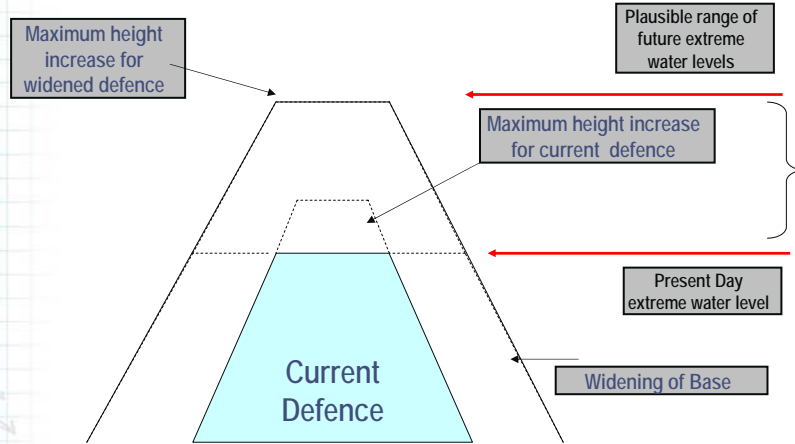 Maximum height
increase for
widened defence
Plausible range of
future extreme
water levels
Maximum height increase
for current defence
Present Day
extreme water level
Widening of Base
Current
Defence